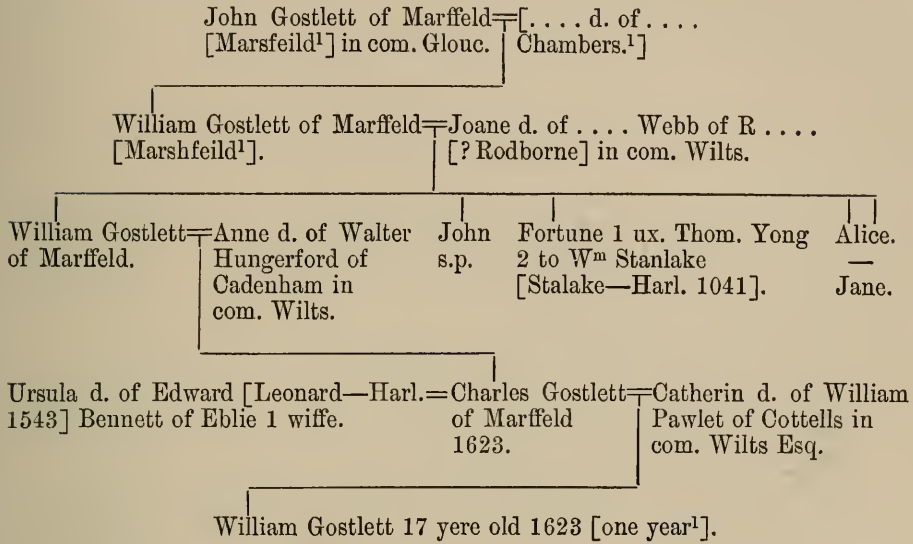 John Gostlett of Marffeld=[. . . . d. of . . . .
[Marsfeild¹] in com. Glouc. Chambers.¹]
William Gostlett of Marffeld=Joane d. of . . . . Webb of R . . . .
[Marshfeild¹]. [? Rodborne] in com. Wilts.
William Gostlett=Anne d. of Walter
of Marffeld. Hungerford of
Cadenham in
com. Wilts.
John
s.p.
Fortune 1 ux. Thom. Yong
2 to Wᵐ Stanlake
[Stalake—Harl. 1041].
Alice.
—
Jane.
Ursula d. of Edward [Leonard—Harl.=Charles Gostlett=Catherin d. of William
1543] Bennett of Eblie 1 wiffe. of Marffeld Pawlet of Cottells in
1623. com. Wilts Esq.
William Gostlett 17 yere old 1623 [one year¹].